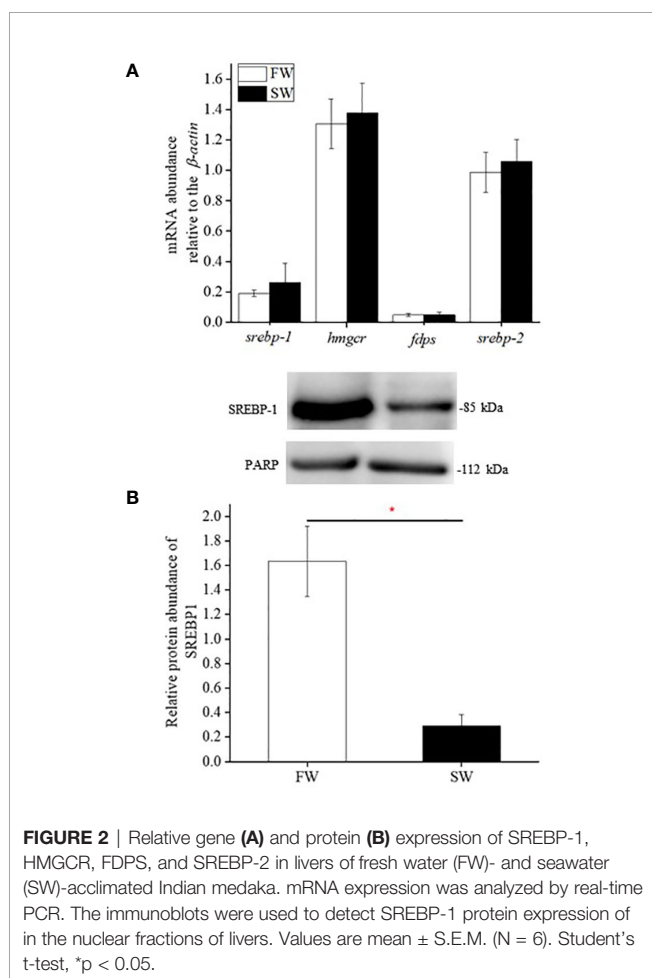 A
FW
SW
mRNA abundance
relative to the β-actin
1.6
1.4
1.2
1.0
0.8
0.6
0.4
0.2
0.0
srebp-1 hmgcr fdps srebp-2
SREBP-1 -85 kDa
PARP -112 kDa
B
*
Relative protein abundance of
SREBP1
2.0
1.8
1.6
1.4
1.2
1.0
0.8
0.6
0.4
0.2
0.0
FW SW
FIGURE 2 | Relative gene (A) and protein (B) expression of SREBP-1,
HMGCR, FDPS, and SREBP-2 in livers of fresh water (FW)- and seawater
(SW)-acclimated Indian medaka. mRNA expression was analyzed by real-time
PCR. The immunoblots were used to detect SREBP-1 protein expression of
in the nuclear fractions of livers. Values are mean ± S.E.M. (N = 6). Student's
t-test, *p < 0.05.